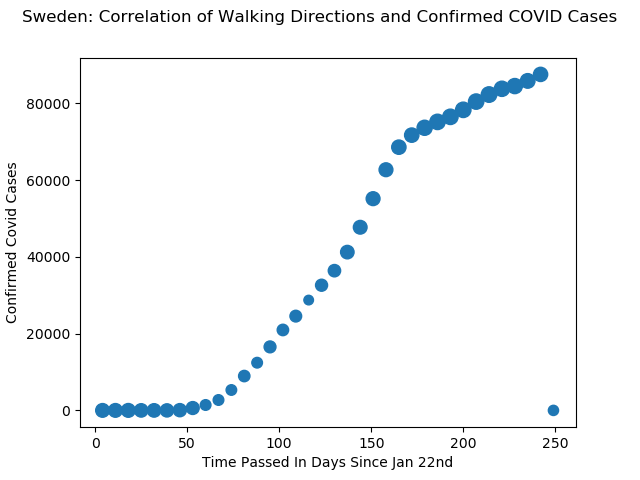 Sweden: Correlation of Walking Directions and Confirmed COVID Cases
Confirmed Covid Cases
80000
60000
40000
20000
0
0 50 100 150 200 250
Time Passed In Days Since Jan 22nd